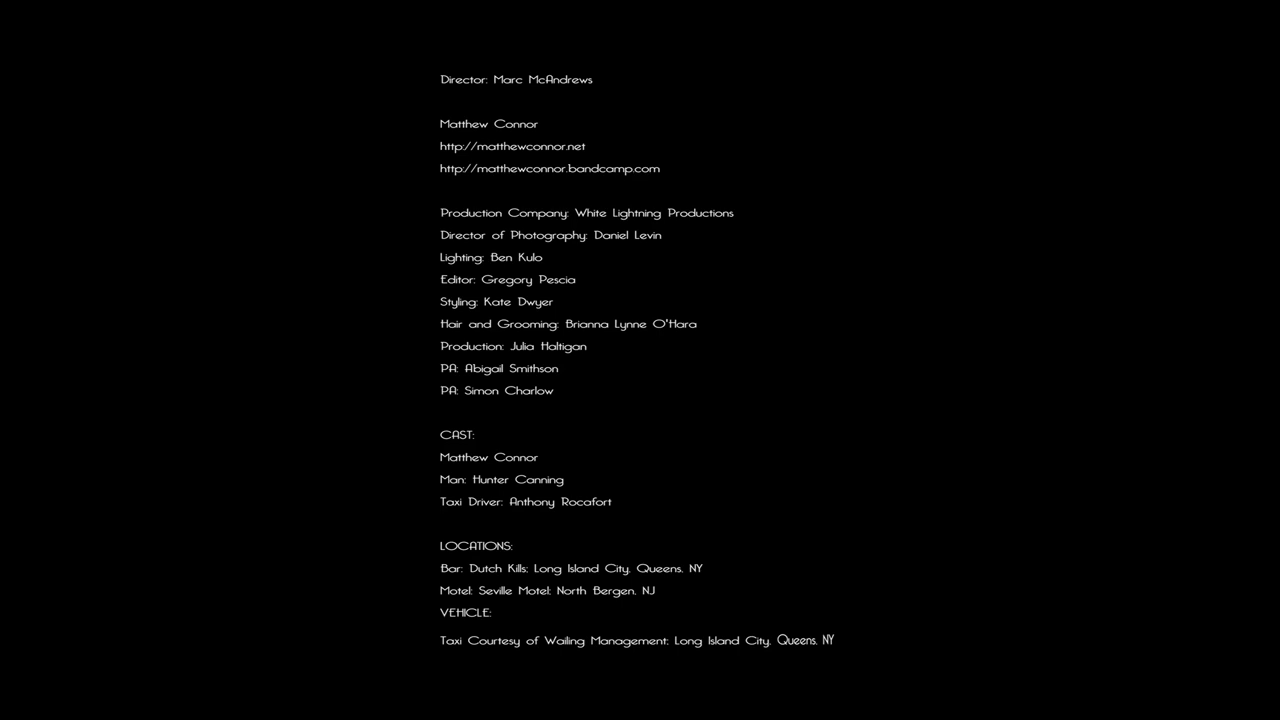 Director: Marc McAndrews
Matthew Connor
http://matthewconnor.net
http://matthewconnor.bandcamp.com
Production Company: White Lightning Productions
Director of Photography: Daniel Levin
Lighting: Ben Kulo
Editor: Gregory Pescia
Styling: Kate Dwyer
Hair and Grooming: Brianna Lynne O'Hara
Production: Julia Haltigan
PA: Abigail Smithson
PA: Simon Charlow
CAST:
Matthew Connor
Man: Hunter Canning
Taxi Driver: Anthony Rocafort
LOCATIONS:
Bar: Dutch Kills; Long Island City, Queens, NY
Motel: Seville Motel; North Bergen, NJ
VEHICLE:
Taxi Courtesy of Wailing Management; Long Island City, Queens, NY